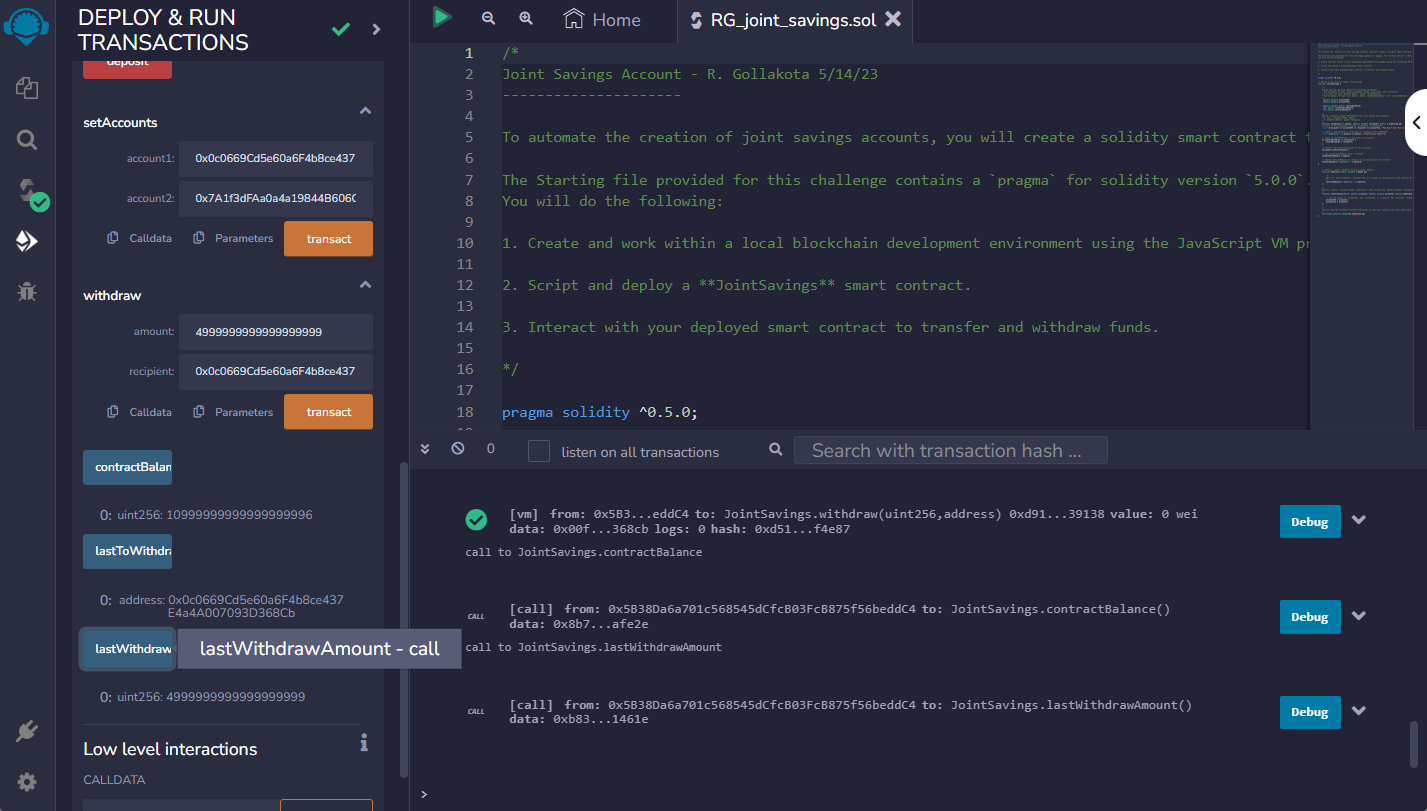 DEPLOY & RUN
TRANSACTIONS
deposit
setAccounts
account1: 0x0c0669Cd5e60a6F4b8ce437
account2: 0x7A1f3dFAa0a4a19844B606C
Calldata Parameters transact
withdraw
amount: 4999999999999999999
recipient: 0x0c0669Cd5e60a6F4b8ce437
Calldata Parameters transact
contractBalan
0: uint256: 10999999999999999996
lastToWithdra
0: address: 0x0c0669Cd5e60a6F4b8ce437
E4a4A007093D368Cb
lastWithdraw
lastWithdrawAmount - call
0: uint256: 4999999999999999999
Low level interactions
CALLDATA
Home
RG_joint_savings.sol
1 /*
2 Joint Savings Account - R. Gollakota 5/14/23
3 ---------------------
4
5 To automate the creation of joint savings accounts, you will create a solidity smart contract t
6
7 The Starting file provided for this challenge contains a `pragma` for solidity version `5.0.0`.
8 You will do the following:
9
10 1. Create and work within a local blockchain development environment using the JavaScript VM pr
11
12 2. Script and deploy a **JointSavings** smart contract.
13
14 3. Interact with your deployed smart contract to transfer and withdraw funds.
15
16 */
17
18 pragma solidity ^0.5.0;
0 listen on all transactions Search with transaction hash ...
[vm] from: 0x5B3...eddC4 to: JointSavings.withdraw(uint256,address) 0xd91...39138 value: 0 wei
data: 0x00f...368cb logs: 0 hash: 0xd51...f4e87
Debug
call to JointSavings.contractBalance
CALL [call] from: 0x5B38Da6a701c568545dCfcB03FcB875f56beddC4 to: JointSavings.contractBalance()
data: 0x8b7...afe2e
Debug
call to JointSavings.lastWithdrawAmount
CALL [call] from: 0x5B38Da6a701c568545dCfcB03FcB875f56beddC4 to: JointSavings.lastWithdrawAmount()
data: 0xb83...1461e
Debug
>